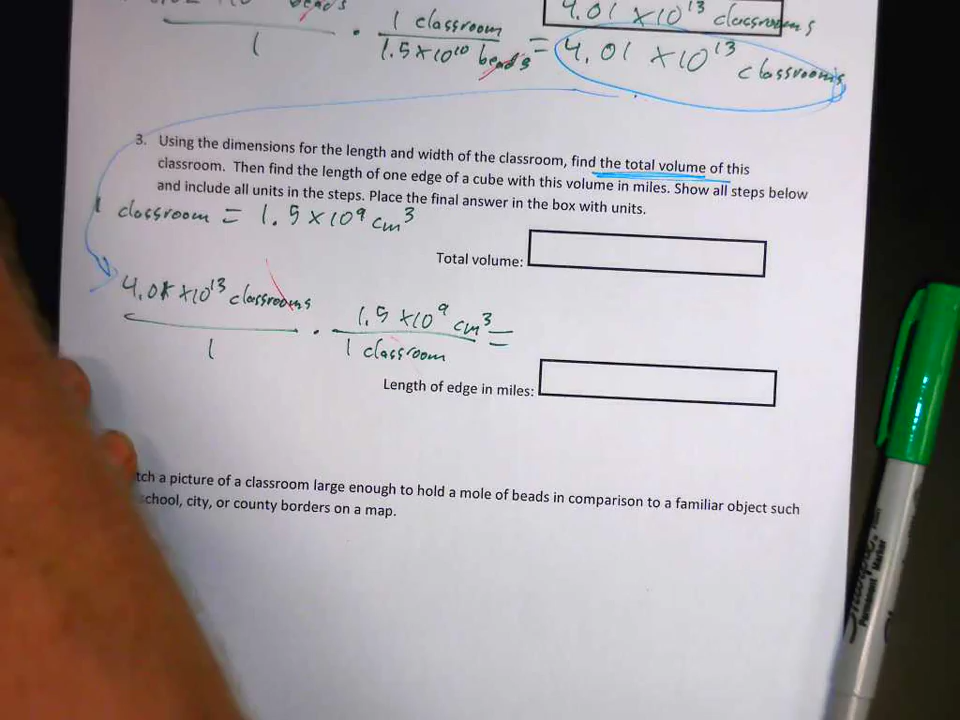 beads
1
1 classroom
1.5 × 10¹⁰ beads
=
4.01 × 10¹³ classrooms
4.01 × 10¹³
classrooms
3. Using the dimensions for the length and width of the classroom, find the total volume of this
classroom. Then find the length of one edge of a cube with this volume in miles. Show all steps below
and include all units in the steps. Place the final answer in the box with units.
1 classroom = 1.5 × 10⁹ cm³
Total volume:
4.01 × 10¹³ classrooms
1
· 1.5 × 10⁹ cm³ =
1 classroom
Length of edge in miles:
tch a picture of a classroom large enough to hold a mole of beads in comparison to a familiar object such
school, city, or county borders on a map.
Sharpie
Permanent Marker